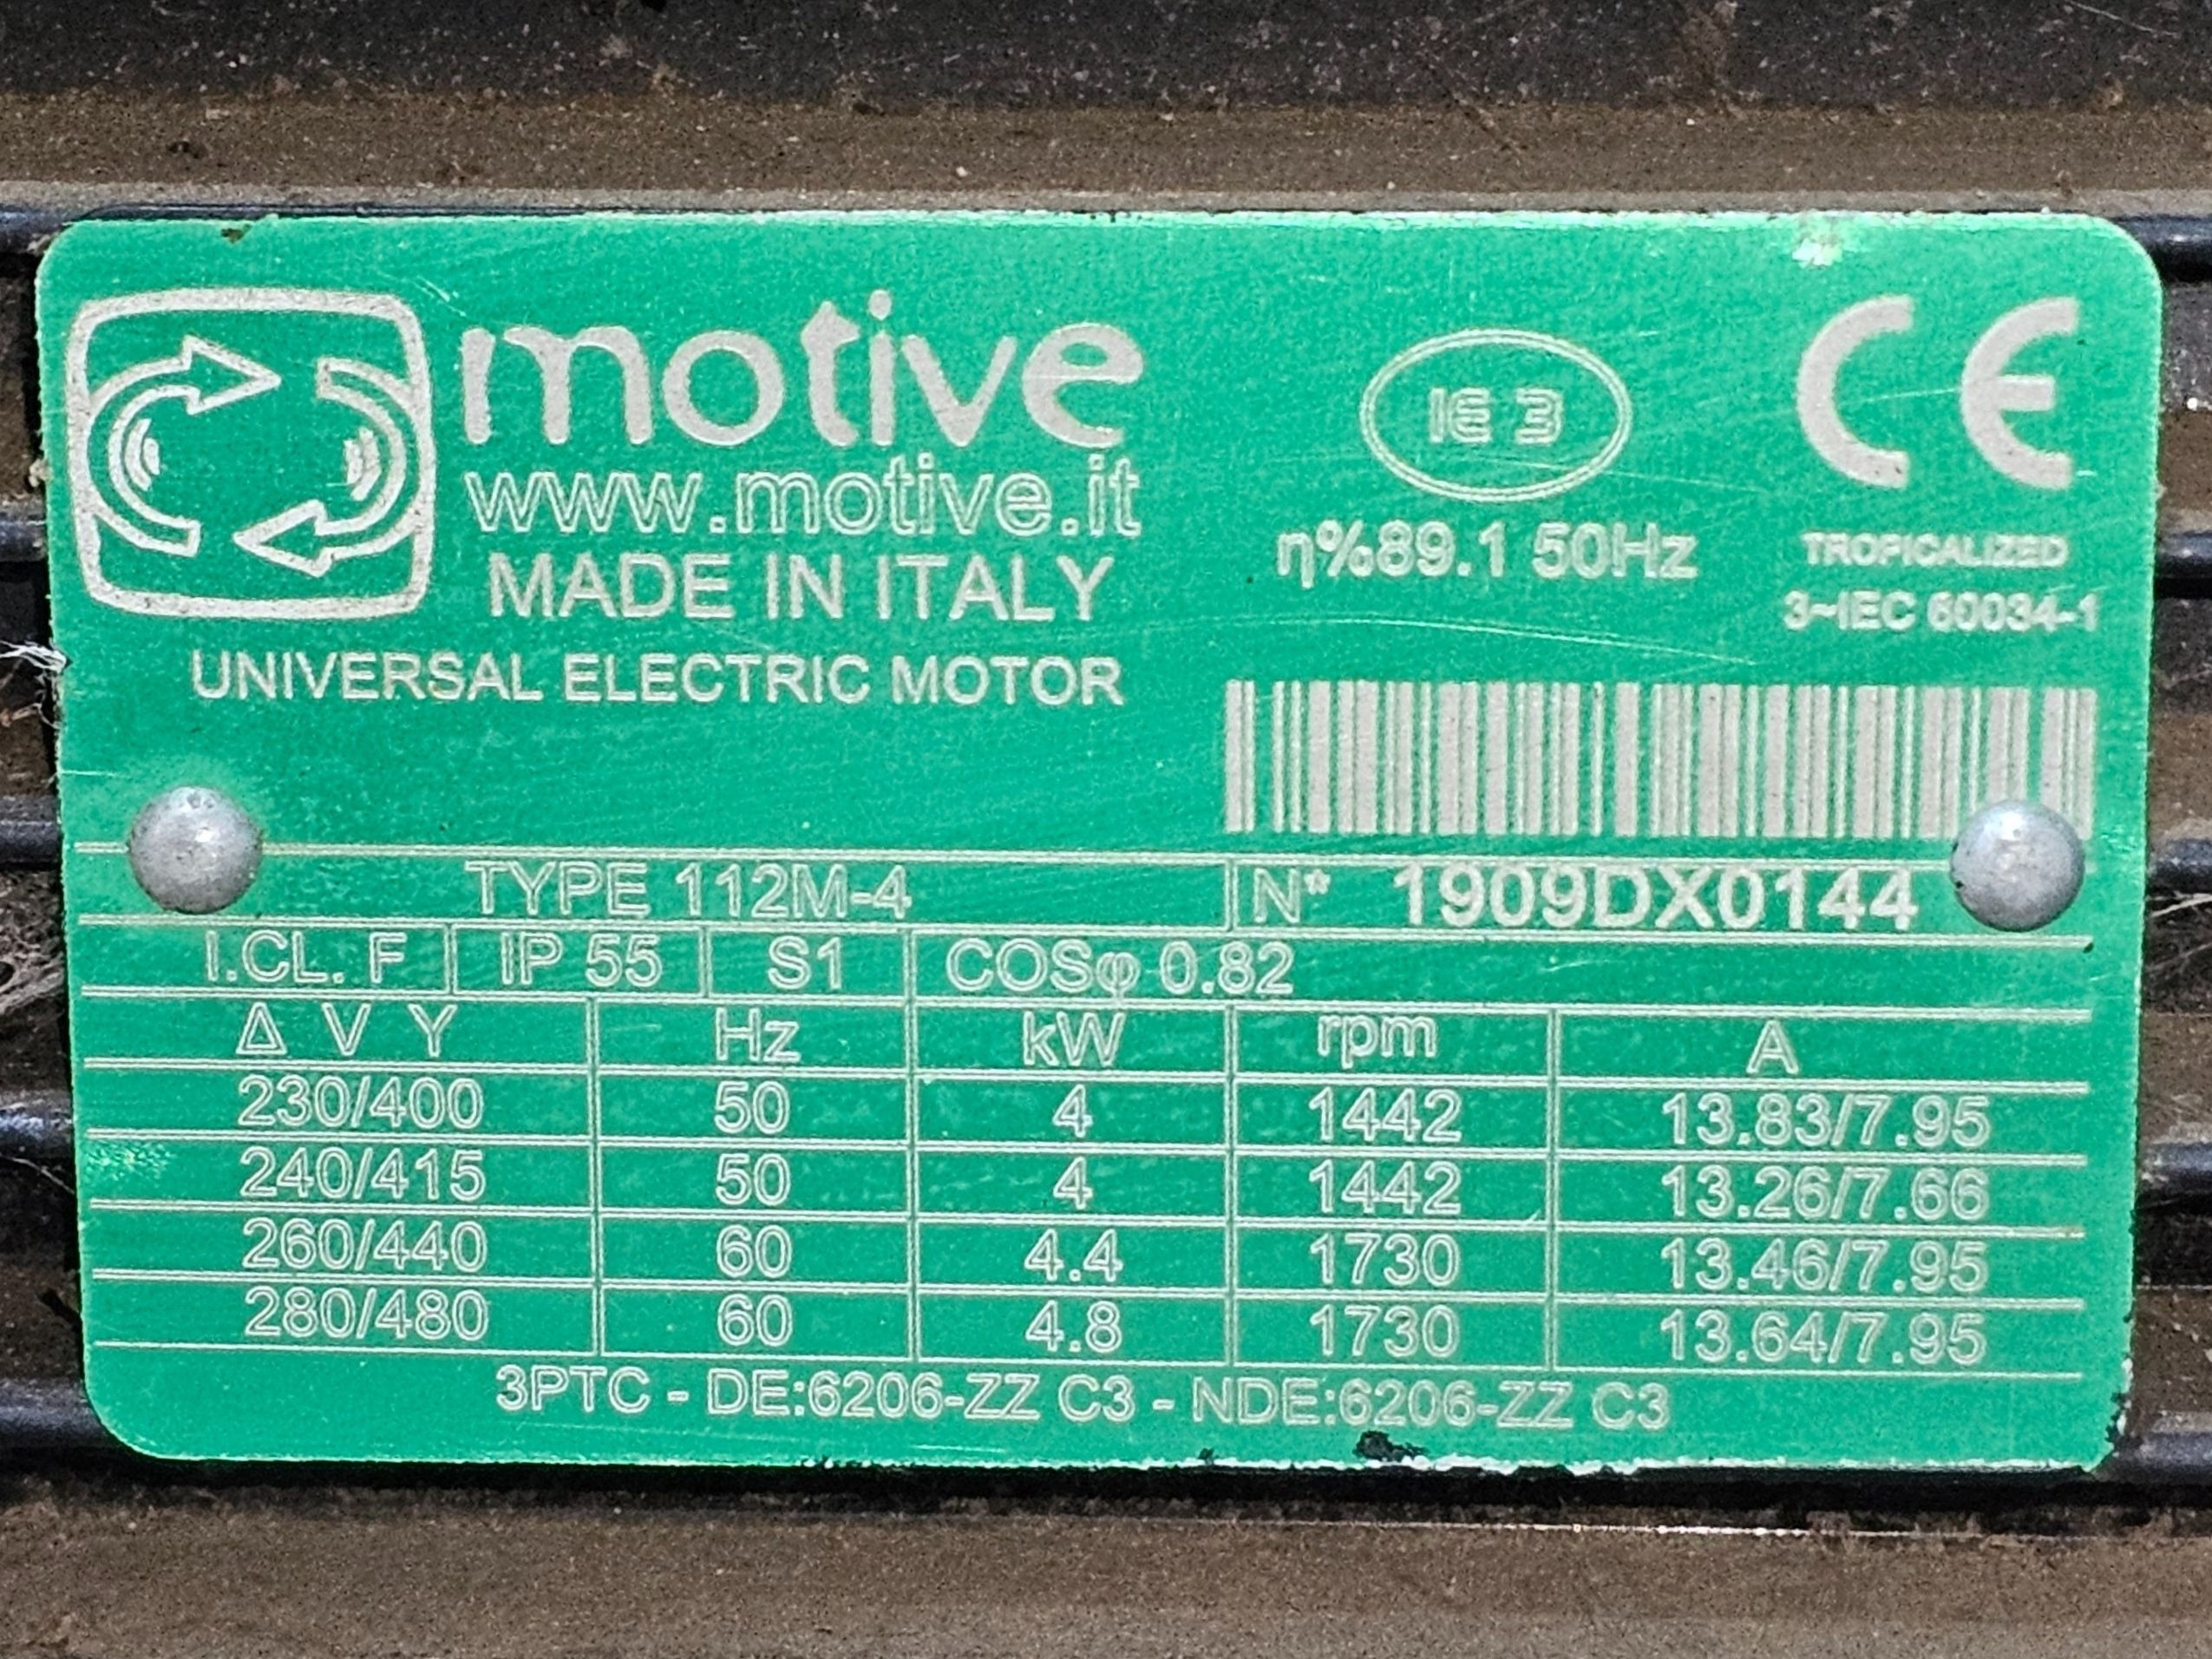 motive
www.motive.it
MADE IN ITALY
UNIVERSAL ELECTRIC MOTOR
IE 3
η%89.1 50Hz
CE
TROPICALIZED
3~IEC 60034-1
TYPE 112M-4 N* 1909DX0144
I.CL. F IP 55 S1 COSφ 0.82
Δ V Y Hz kW rpm A
230/400 50 4 1442 13.83/7.95
240/415 50 4 1442 13.26/7.66
260/440 60 4.4 1730 13.46/7.95
280/480 60 4.8 1730 13.64/7.95
3PTC - DE:6206-ZZ C3 - NDE:6206-ZZ C3